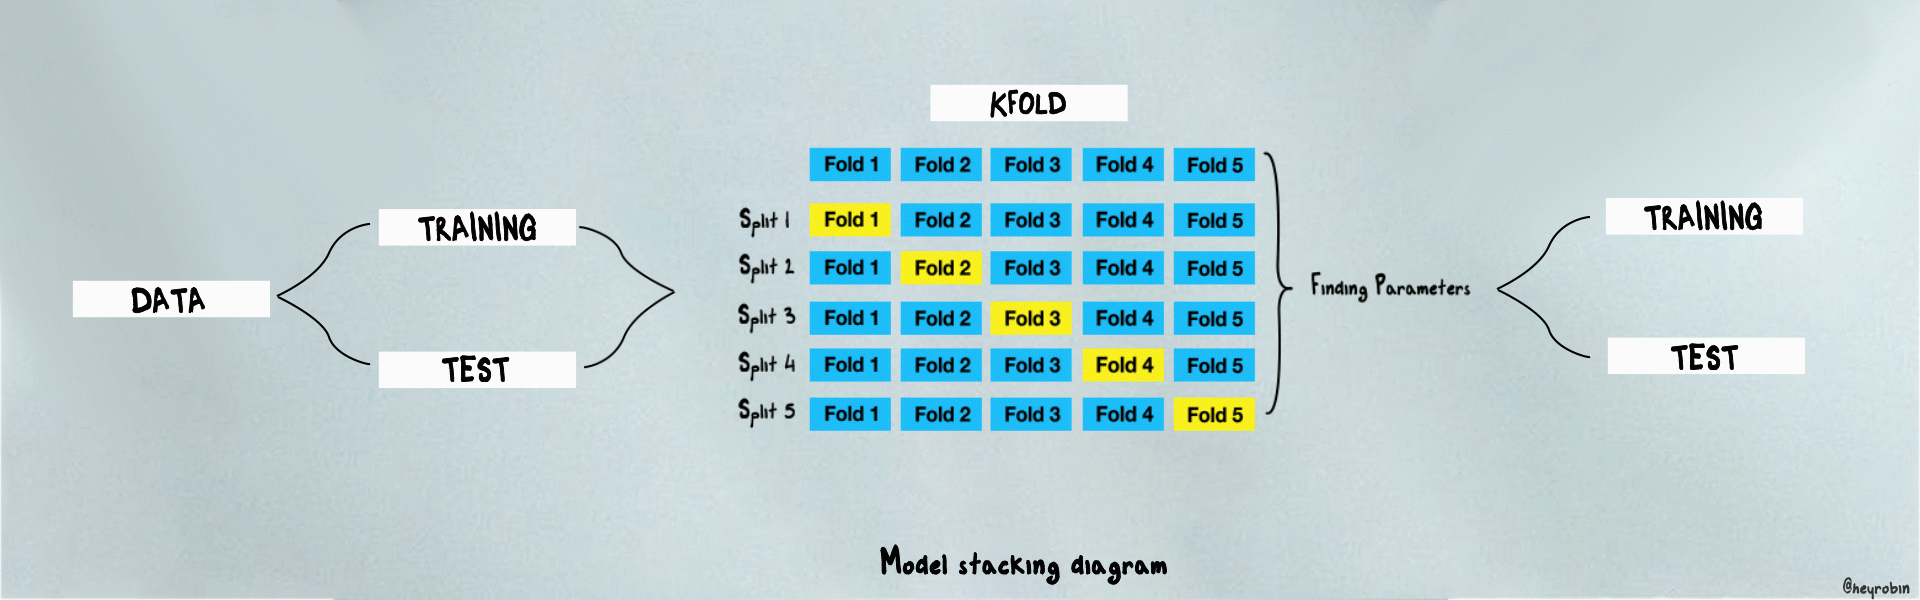 KFOLD
Fold 1 Fold 2 Fold 3 Fold 4 Fold 5
Split 1 Fold 1 Fold 2 Fold 3 Fold 4 Fold 5
Split 2 Fold 1 Fold 2 Fold 3 Fold 4 Fold 5
Split 3 Fold 1 Fold 2 Fold 3 Fold 4 Fold 5
Split 4 Fold 1 Fold 2 Fold 3 Fold 4 Fold 5
Split 5 Fold 1 Fold 2 Fold 3 Fold 4 Fold 5
DATA
TRAINING
TEST
Finding Parameters
TRAINING
TEST
Model stacking diagram
@heyrobin